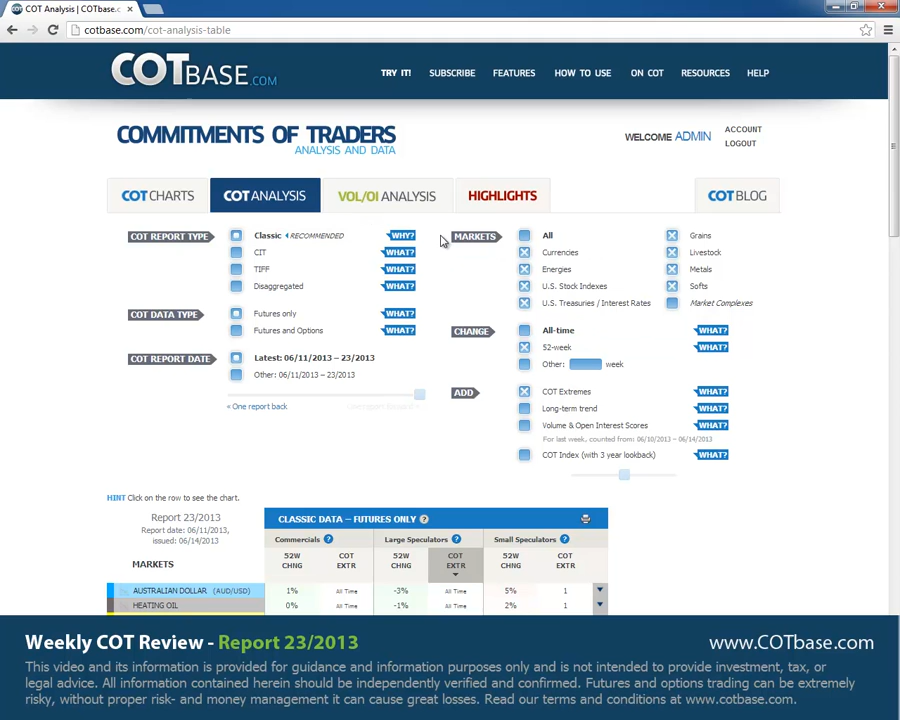 COT Analysis | COTbase.c
cotbase.com/cot-analysis-table
COTBASE.COM
TRY IT! SUBSCRIBE FEATURES HOW TO USE ON COT RESOURCES HELP
COMMITMENTS OF TRADERS
ANALYSIS AND DATA
WELCOME ADMIN
ACCOUNT
LOGOUT
COTCHARTS COTANALYSIS VOL/OI ANALYSIS HIGHLIGHTS COTBLOG
COT REPORT TYPE Classic RECOMMENDED WHY?
CIT WHAT?
TIFF WHAT?
Disaggregated WHAT?
COT DATA TYPE Futures only WHAT?
Futures and Options WHAT?
COT REPORT DATE Latest: 06/11/2013 – 23/2013
Other: 06/11/2013 – 23/2013
« One report back
MARKETS All Grains
Currencies Livestock
Energies Metals
U.S. Stock Indexes Softs
U.S. Treasuries / Interest Rates Market Complexes
CHANGE All-time WHAT?
52-week WHAT?
Other: week
ADD COT Extremes WHAT?
Long-term trend WHAT?
Volume & Open Interest Scores WHAT?
For last week, counted from: 06/10/2013 – 06/14/2013
COT Index (with 3 year lookback) WHAT?
HINT Click on the row to see the chart.
Report 23/2013
Report date: 06/11/2013,
issued: 06/14/2013
MARKETS
CLASSIC DATA – FUTURES ONLY ?
Commercials ? Large Speculators ? Small Speculators ?
52W CHNG COT EXTR 52W CHNG COT EXTR 52W CHNG COT EXTR
AUSTRALIAN DOLLAR (AUD/USD) 1% All Time -3% All Time 5% 1
HEATING OIL 0% All Time -1% All Time 2% 1
Weekly COT Review - Report 23/2013
www.COTbase.com
This video and its information is provided for guidance and information purposes only and is not intended to provide investment, tax, or
legal advice. All information contained herein should be independently verified and confirmed. Futures and options trading can be extremely
risky, without proper risk- and money management it can cause great losses. Read our terms and conditions at www.cotbase.com.